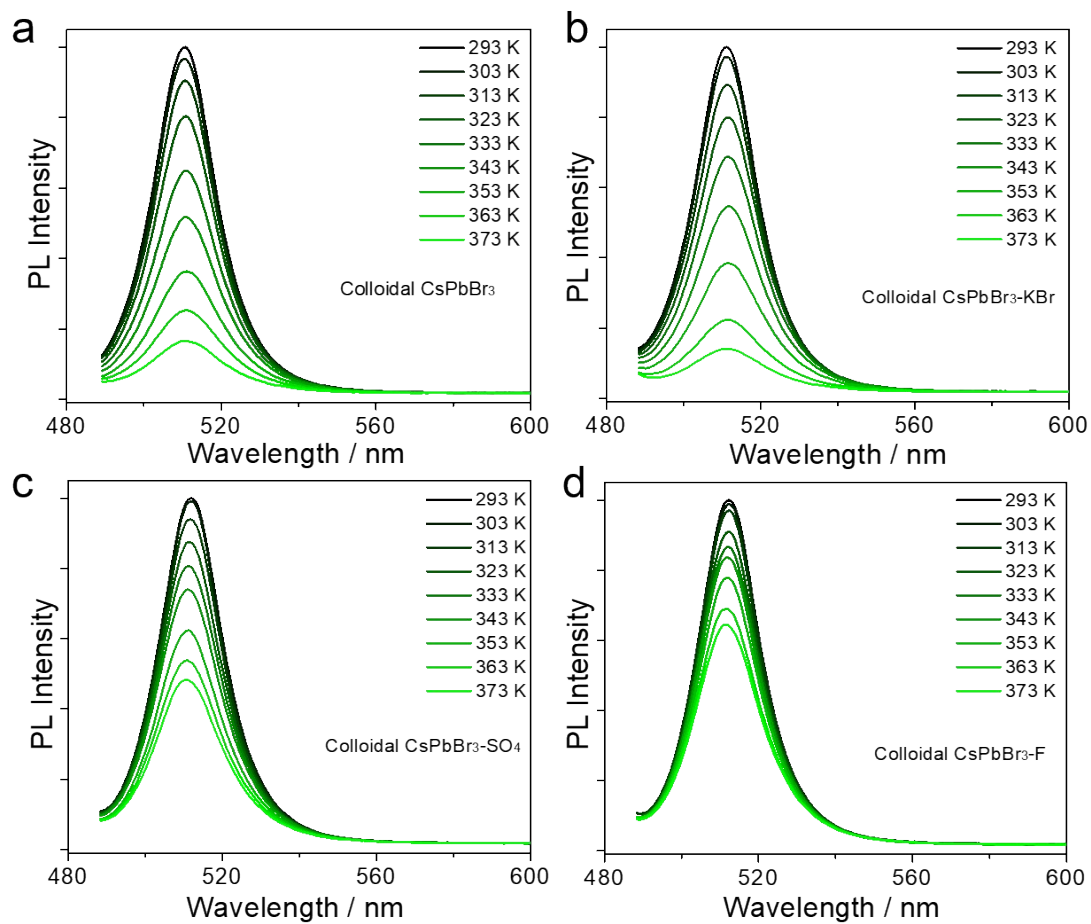 a
PL Intensity
293 K
303 K
313 K
323 K
333 K
343 K
353 K
363 K
373 K
Colloidal CsPbBr₃
480 520 560 600
Wavelength / nm
b
PL Intensity
293 K
303 K
313 K
323 K
333 K
343 K
353 K
363 K
373 K
Colloidal CsPbBr₃-KBr
480 520 560 600
Wavelength / nm
c
PL Intensity
293 K
303 K
313 K
323 K
333 K
343 K
353 K
363 K
373 K
Colloidal CsPbBr₃-SO₄
480 520 560 600
Wavelength / nm
d
PL Intensity
293 K
303 K
313 K
323 K
333 K
343 K
353 K
363 K
373 K
Colloidal CsPbBr₃-F
480 520 560 600
Wavelength / nm